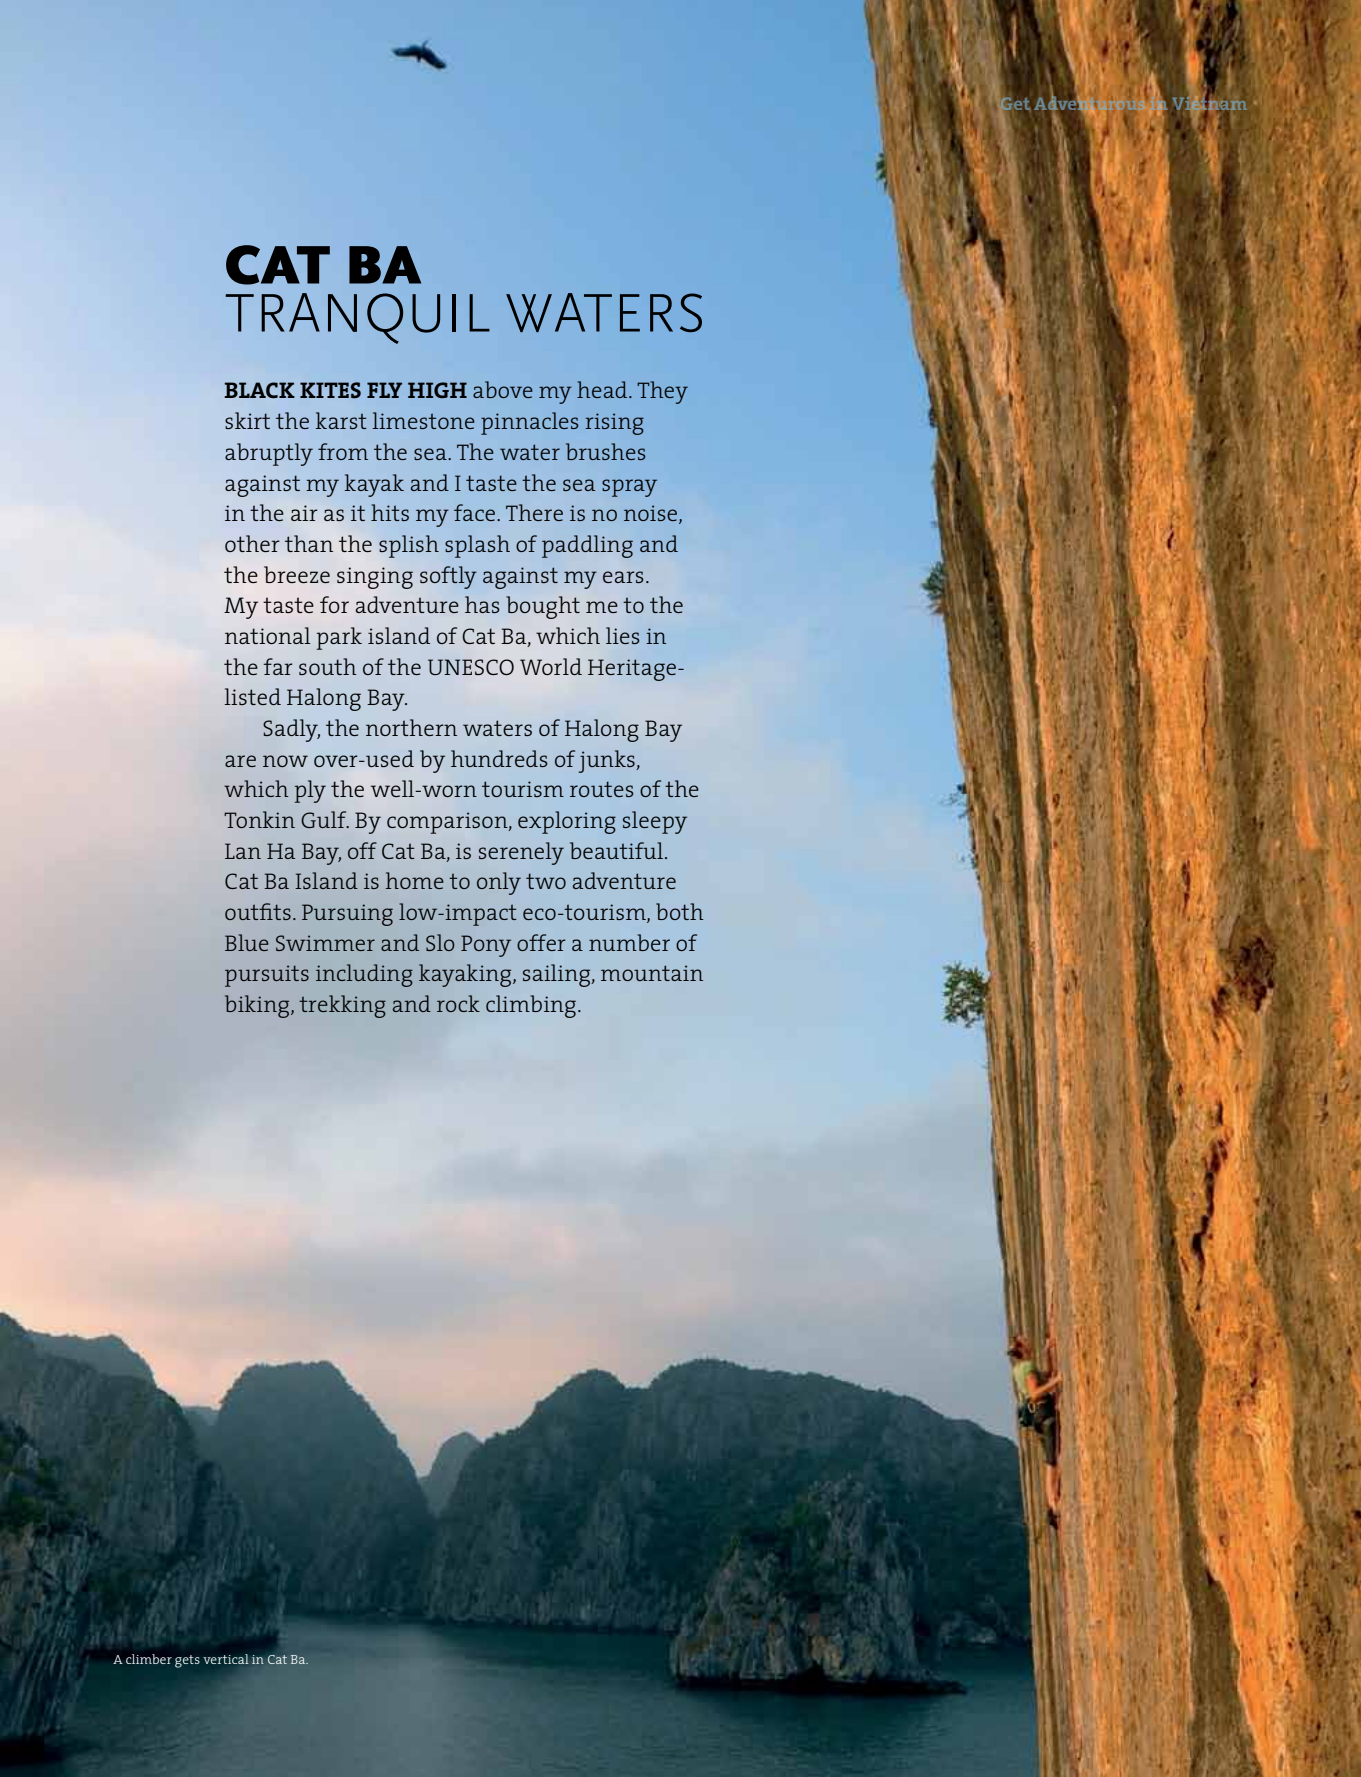 Get Adventurous in Vietnam
CAT BA
TRANQUIL WATERS
BLACK KITES FLY HIGH above my head. They
skirt the karst limestone pinnacles rising
abruptly from the sea. The water brushes
against my kayak and I taste the sea spray
in the air as it hits my face. There is no noise,
other than the splish splash of paddling and
the breeze singing softly against my ears.
My taste for adventure has bought me to the
national park island of Cat Ba, which lies in
the far south of the UNESCO World Heritage-
listed Halong Bay.
Sadly, the northern waters of Halong Bay
are now over-used by hundreds of junks,
which ply the well-worn tourism routes of the
Tonkin Gulf. By comparison, exploring sleepy
Lan Ha Bay, off Cat Ba, is serenely beautiful.
Cat Ba Island is home to only two adventure
outfits. Pursuing low-impact eco-tourism, both
Blue Swimmer and Slo Pony offer a number of
pursuits including kayaking, sailing, mountain
biking, trekking and rock climbing.
A climber gets vertical in Cat Ba.